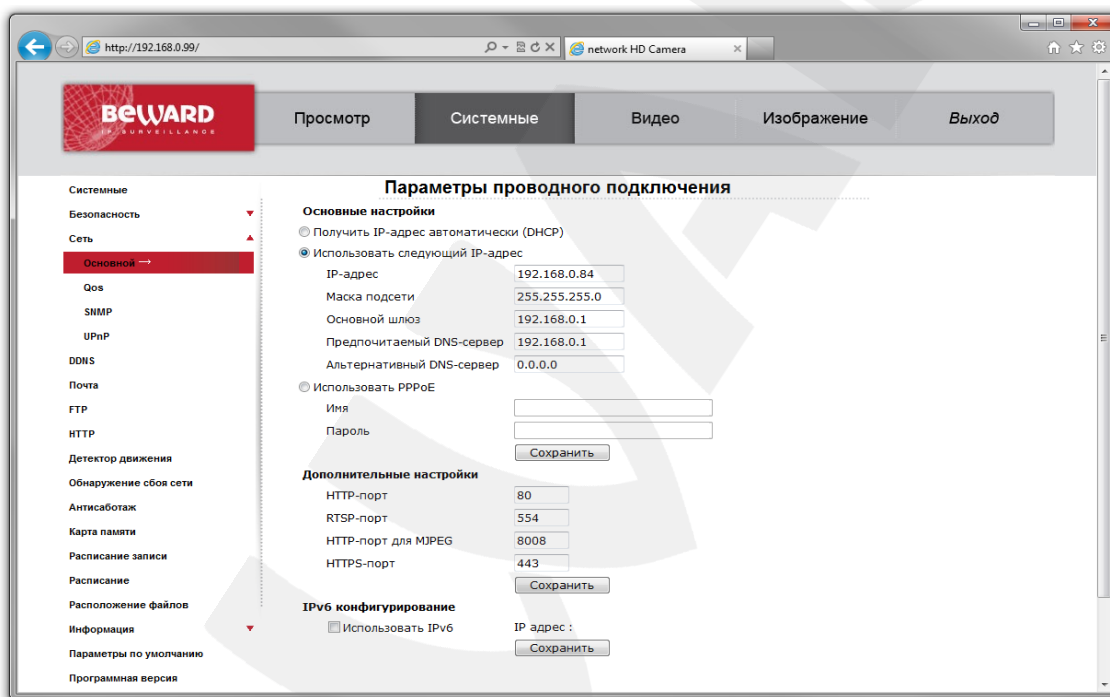 http://192.168.0.99/
network HD Camera
BEWARD
IP SURVEILLANCE
Просмотр
Системные
Видео
Изображение
Выход
Системные
Безопасность
Сеть
Основной →
Qos
SNMP
UPnP
DDNS
Почта
FTP
HTTP
Детектор движения
Обнаружение сбоя сети
Антисаботаж
Карта памяти
Расписание записи
Расписание
Расположение файлов
Информация
Параметры по умолчанию
Программная версия
Параметры проводного подключения
Основные настройки
Получить IP-адрес автоматически (DHCP)
Использовать следующий IP-адрес
IP-адрес 192.168.0.84
Маска подсети 255.255.255.0
Основной шлюз 192.168.0.1
Предпочитаемый DNS-сервер 192.168.0.1
Альтернативный DNS-сервер 0.0.0.0
Использовать PPPoE
Имя
Пароль
Сохранить
Дополнительные настройки
HTTP-порт 80
RTSP-порт 554
HTTP-порт для MJPEG 8008
HTTPS-порт 443
Сохранить
IPv6 конфигурирование
Использовать IPv6 IP адрес :
Сохранить